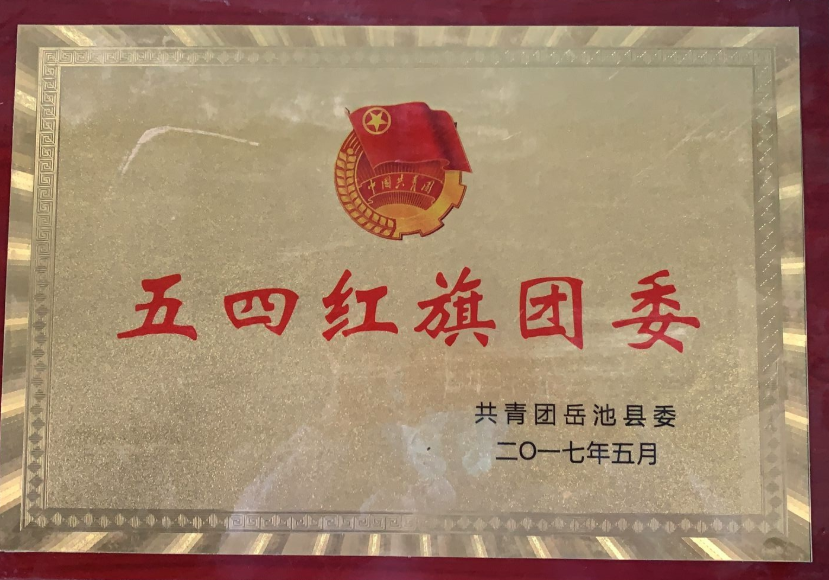 中国共青团
五四红旗团委
共青团岳池县委
二〇一七年五月